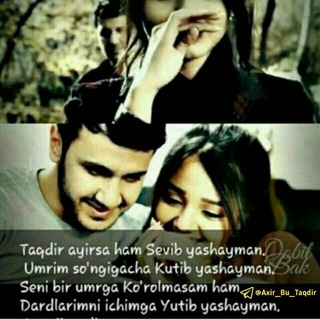 Taqdir ayirsa ham Sevib yashayman.
Umrim so'ngigacha Kutib yashayman.
Seni bir umrga Ko'rolmasam ham
Dardlarimni ichimga Yutib yashayman.
@Axir_Bu_Taqdir